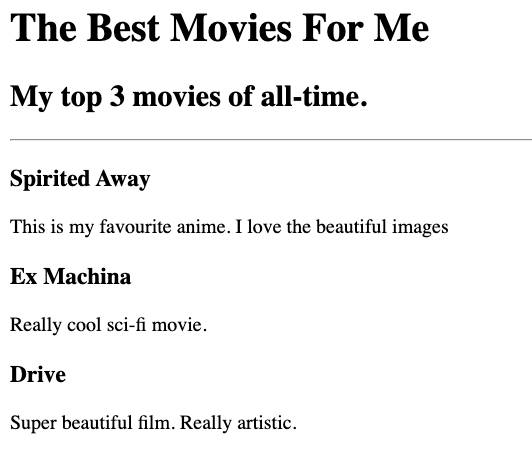 The Best Movies For Me
My top 3 movies of all-time.
Spirited Away
This is my favourite anime. I love the beautiful images
Ex Machina
Really cool sci-fi movie.
Drive
Super beautiful film. Really artistic.